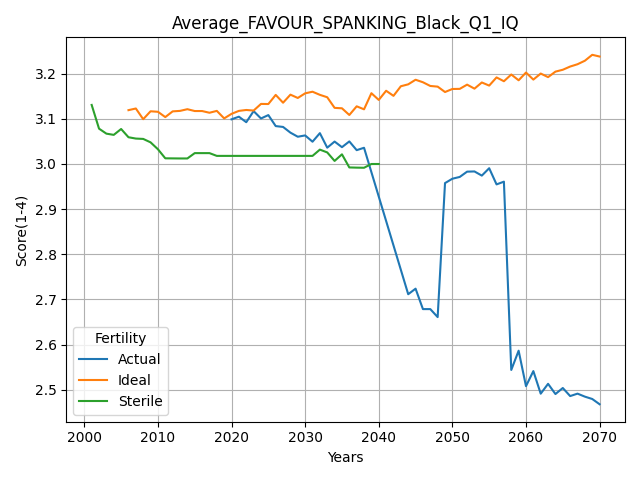 Average_FAVOUR_SPANKING_Black_Q1_IQ
Score(1-4)
3.2
3.1
3.0
2.9
2.8
2.7
2.6
2.5
Fertility
Actual
Ideal
Sterile
2000 2010 2020 2030 2040 2050 2060 2070
Years